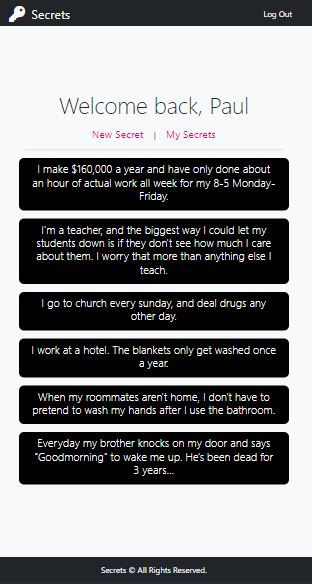 Secrets
Log Out
Welcome back, Paul
New Secret | My Secrets
I make $160,000 a year and have only done about
an hour of actual work all week for my 8-5 Monday-
Friday.
I'm a teacher, and the biggest way I could let my
students down is if they don't see how much I care
about them. I worry that more than anything else I
teach.
I go to church every sunday, and deal drugs any
other day.
I work at a hotel. The blankets only get washed once
a year.
When my roommates aren't home, I don't have to
pretend to wash my hands after I use the bathroom.
Everyday my brother knocks on my door and says
"Goodmorning" to wake me up. He's been dead for
3 years...
Secrets © All Rights Reserved.